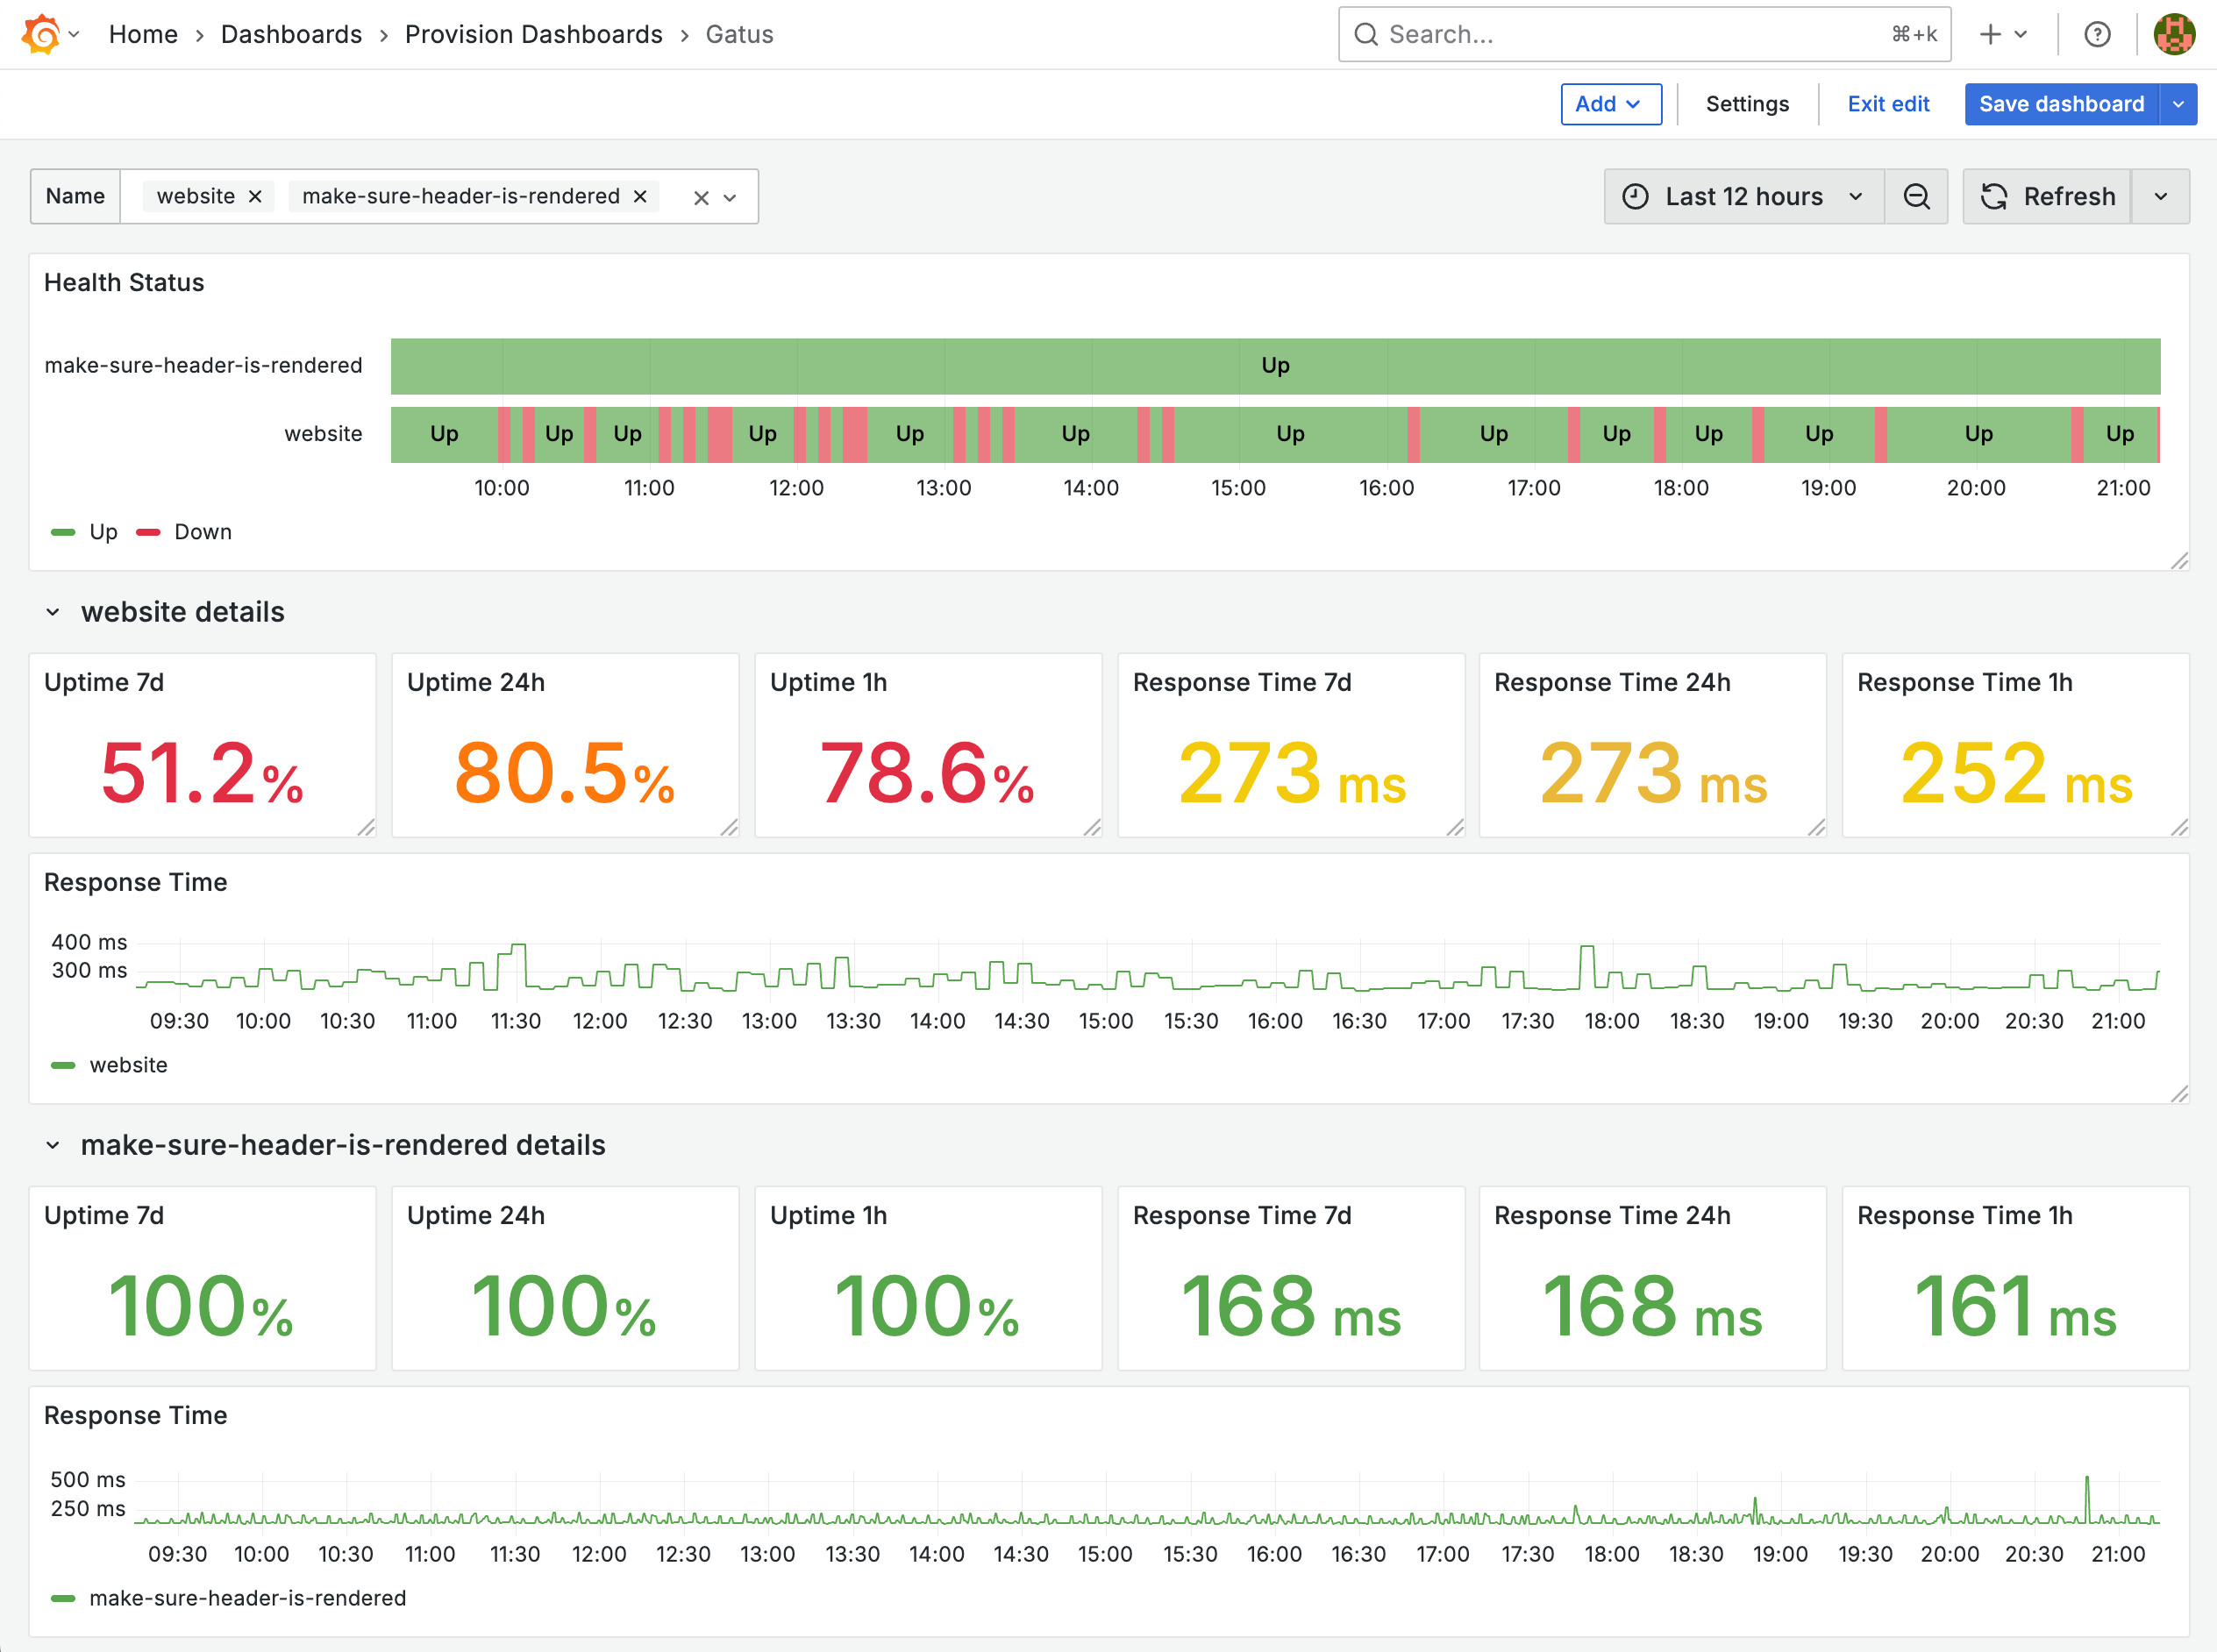 Home › Dashboards › Provision Dashboards › Gatus
Search... ⌘+k
Add Settings Exit edit Save dashboard
Name website make-sure-header-is-rendered
Last 12 hours Refresh
Health Status
make-sure-header-is-rendered Up
website Up Up Up Up Up Up Up Up Up Up Up Up Up
10:00 11:00 12:00 13:00 14:00 15:00 16:00 17:00 18:00 19:00 20:00 21:00
Up Down
website details
Uptime 7d Uptime 24h Uptime 1h Response Time 7d Response Time 24h Response Time 1h
51.2% 80.5% 78.6% 273 ms 273 ms 252 ms
Response Time
400 ms
300 ms
09:30 10:00 10:30 11:00 11:30 12:00 12:30 13:00 13:30 14:00 14:30 15:00 15:30 16:00 16:30 17:00 17:30 18:00 18:30 19:00 19:30 20:00 20:30 21:00
website
make-sure-header-is-rendered details
Uptime 7d Uptime 24h Uptime 1h Response Time 7d Response Time 24h Response Time 1h
100% 100% 100% 168 ms 168 ms 161 ms
Response Time
500 ms
250 ms
09:30 10:00 10:30 11:00 11:30 12:00 12:30 13:00 13:30 14:00 14:30 15:00 15:30 16:00 16:30 17:00 17:30 18:00 18:30 19:00 19:30 20:00 20:30 21:00
make-sure-header-is-rendered